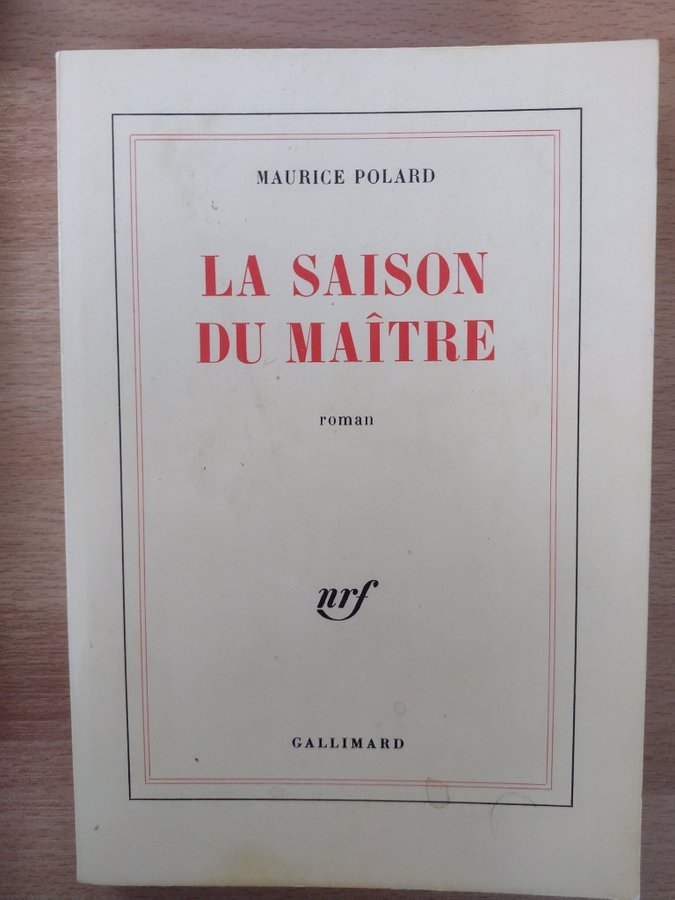 MAURICE POLARD
LA SAISON
DU MAÎTRE
roman
nrf
GALLIMARD